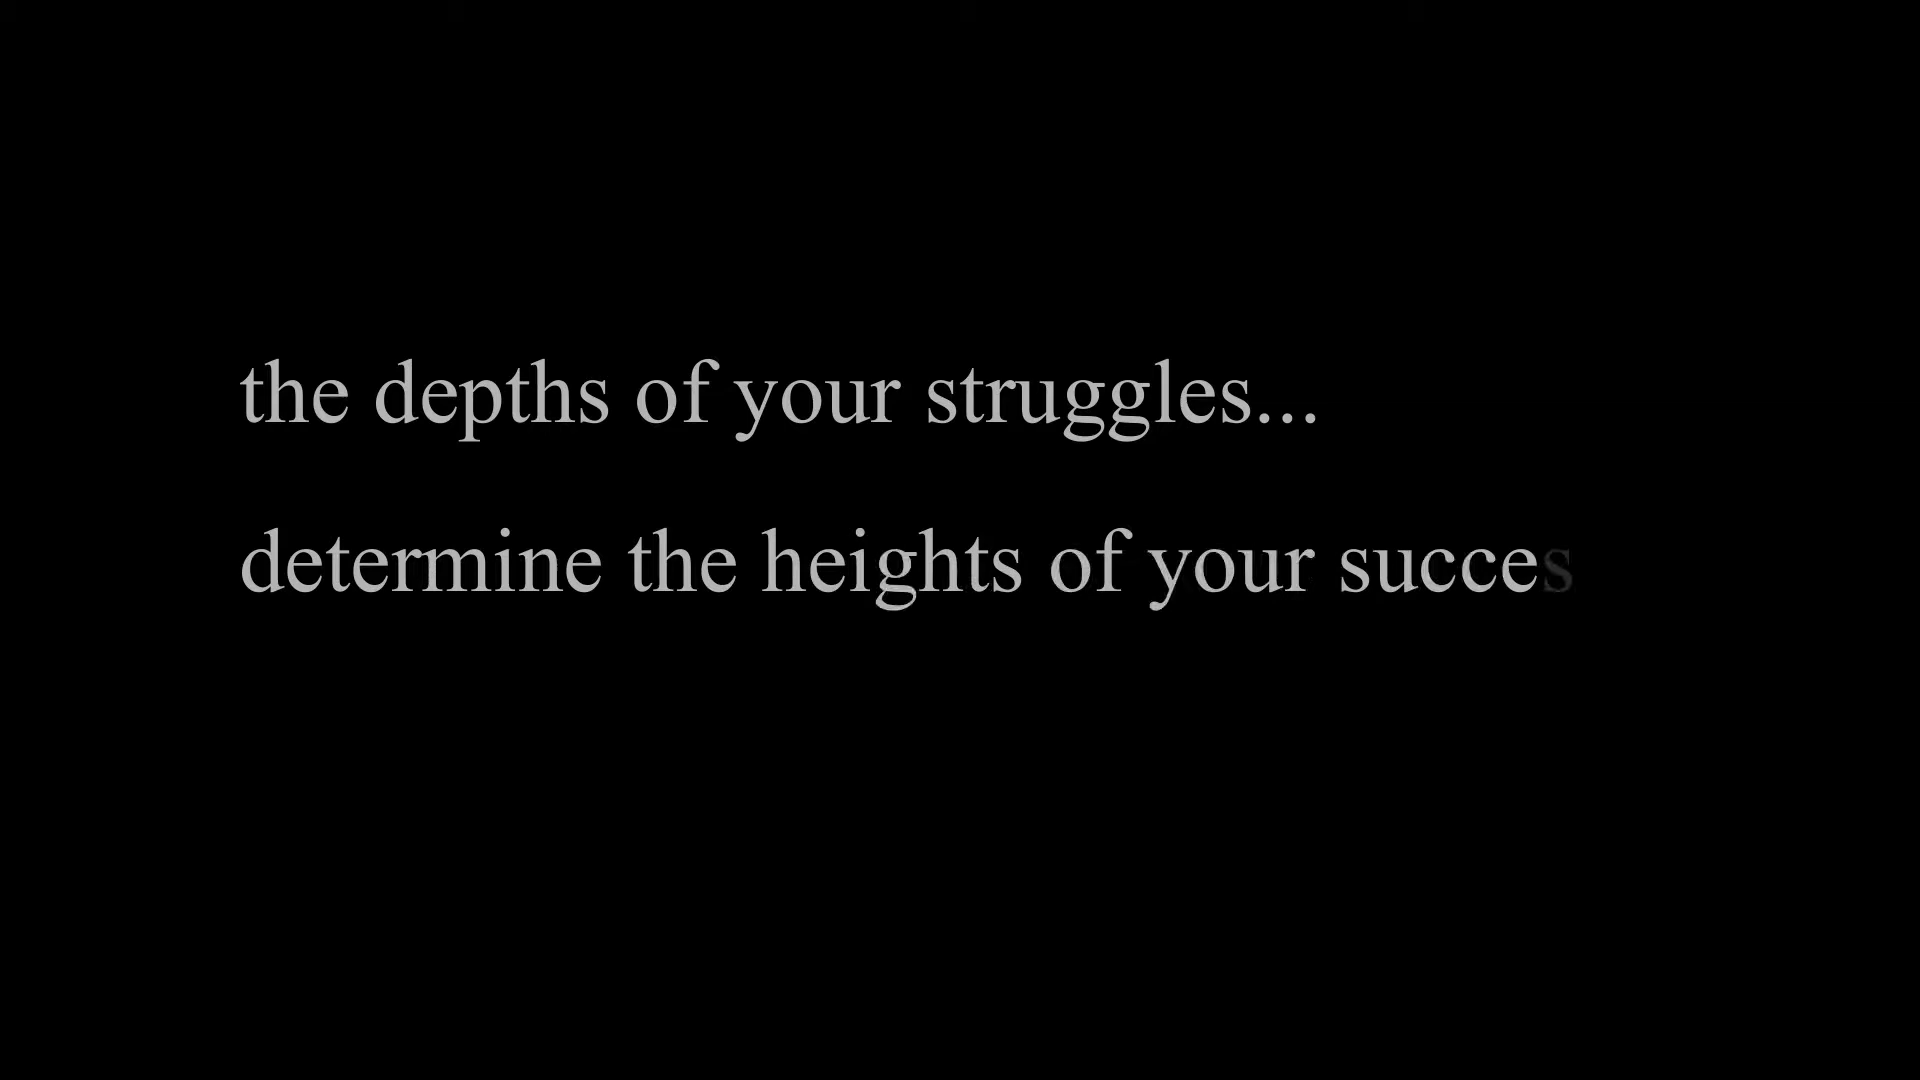 the depths of your struggles...
determine the heights of your succes